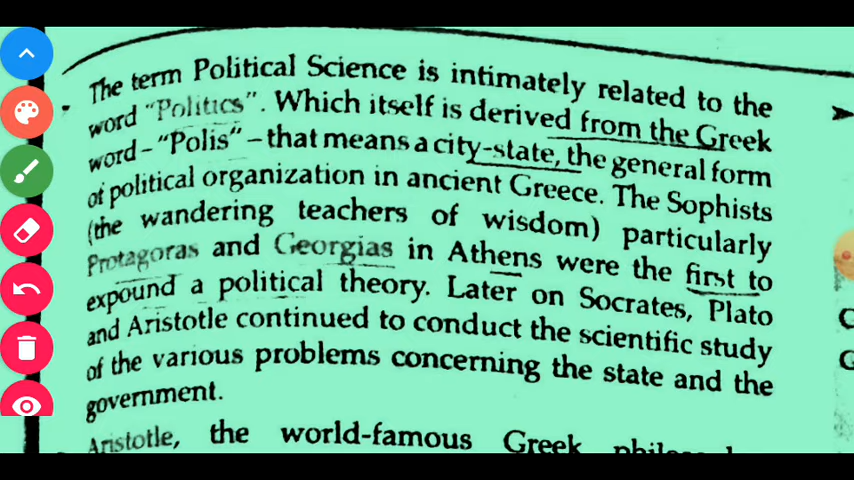 The term Political Science is intimately related to the
word "Politics". Which itself is derived from the Greek
word – "Polis" – that means a city-state, the general form
of political organization in ancient Greece. The Sophists
(the wandering teachers of wisdom) particularly
Protagoras and Georgias in Athens were the first to
expound a political theory. Later on Socrates, Plato
and Aristotle continued to conduct the scientific study
of the various problems concerning the state and the
government.
Aristotle, the world-famous Greek